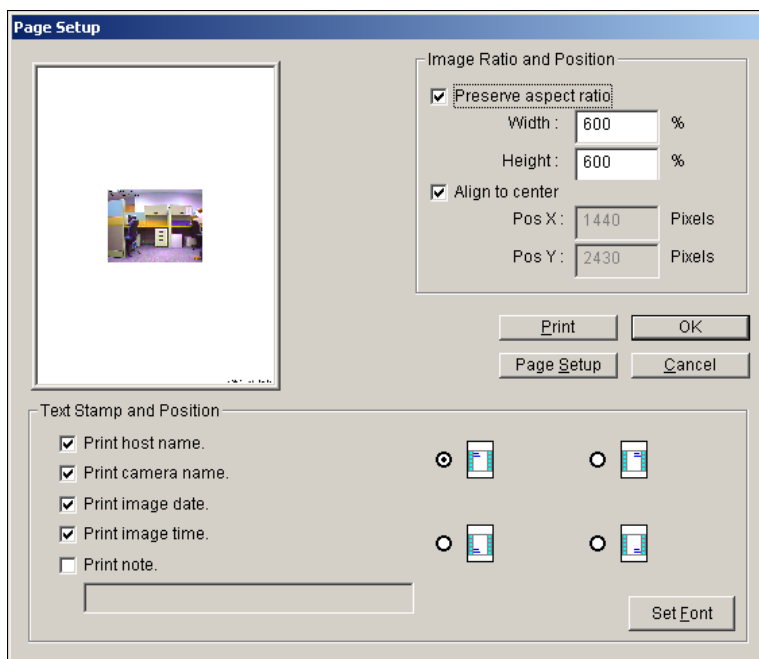 Page Setup
Image Ratio and Position
Preserve aspect ratio
Width : 600 %
Height : 600 %
Align to center
Pos X : 1440 Pixels
Pos Y : 2430 Pixels
Print OK
Page Setup Cancel
Text Stamp and Position
Print host name.
Print camera name.
Print image date.
Print image time.
Print note.
Set Font